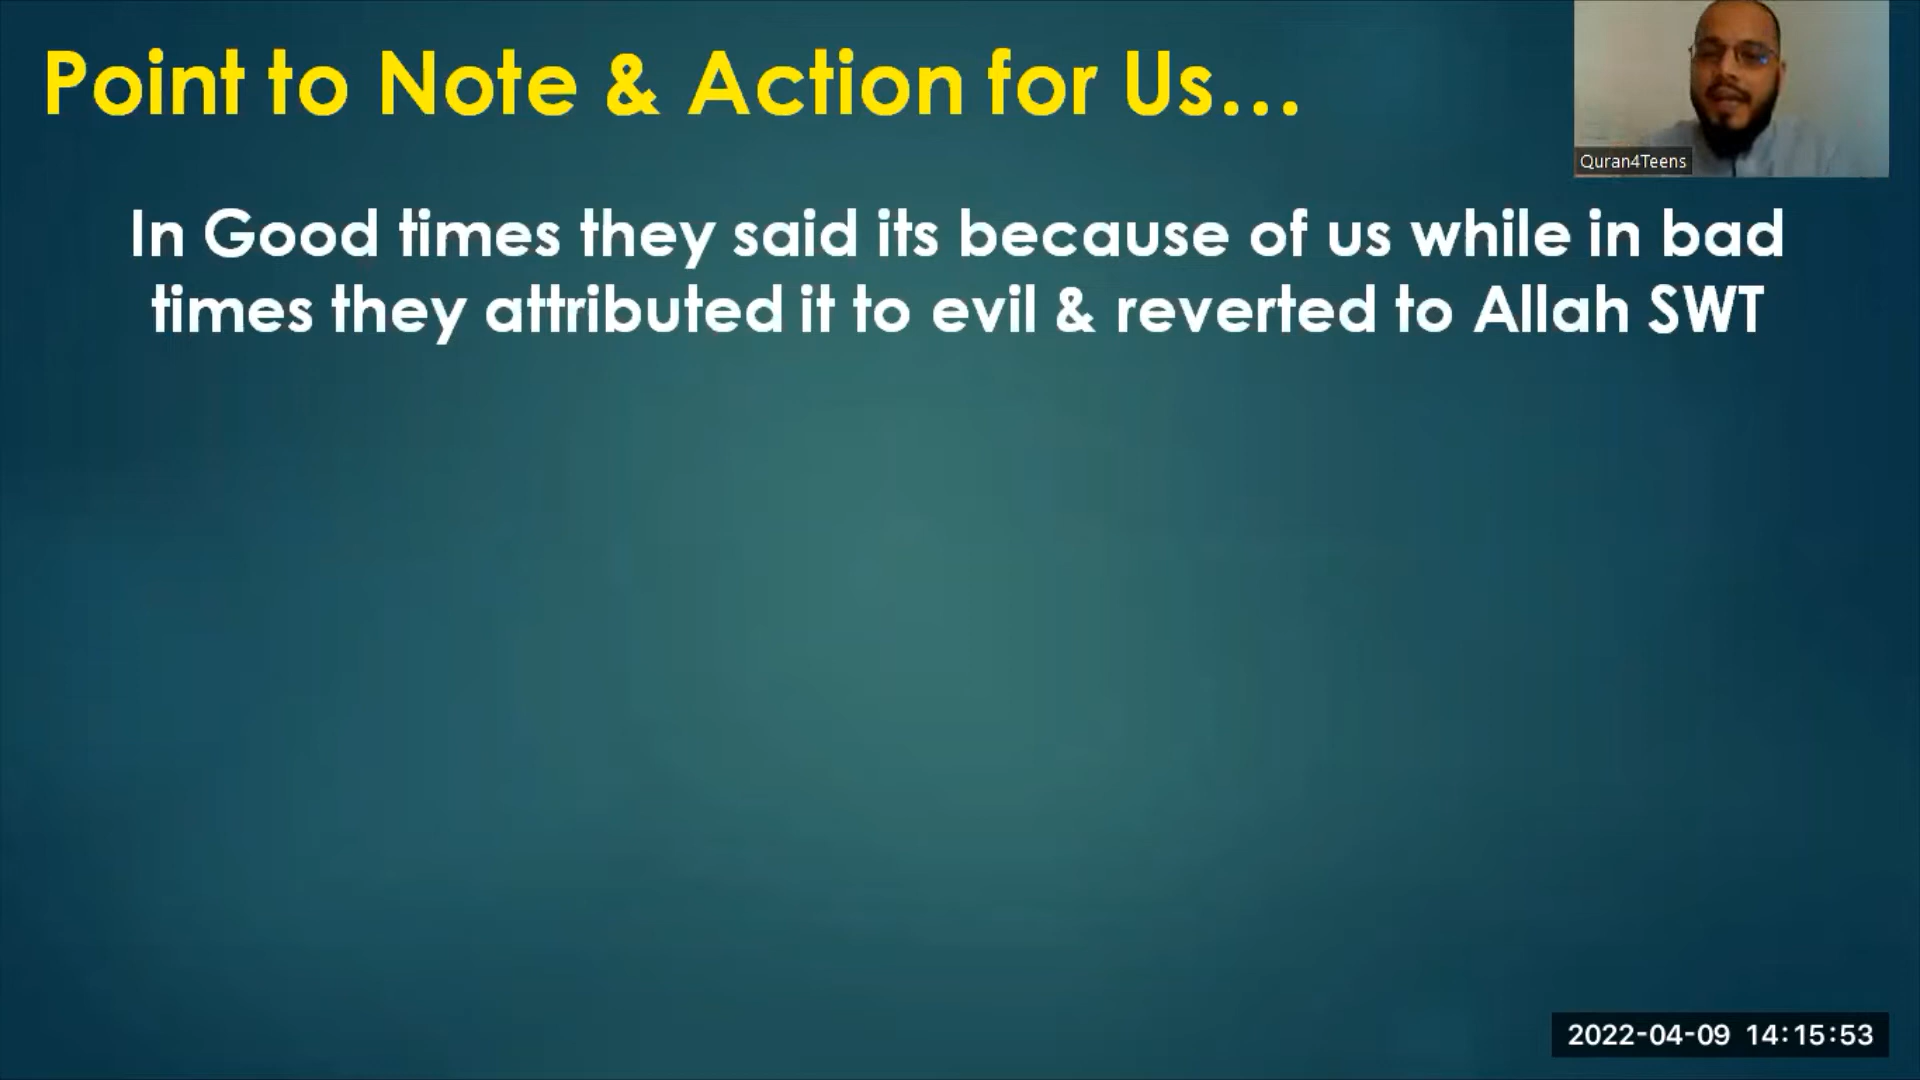 Point to Note & Action for Us...
Quran4Teens
In Good times they said its because of us while in bad
times they attributed it to evil & reverted to Allah SWT
2022-04-09 14:15:53